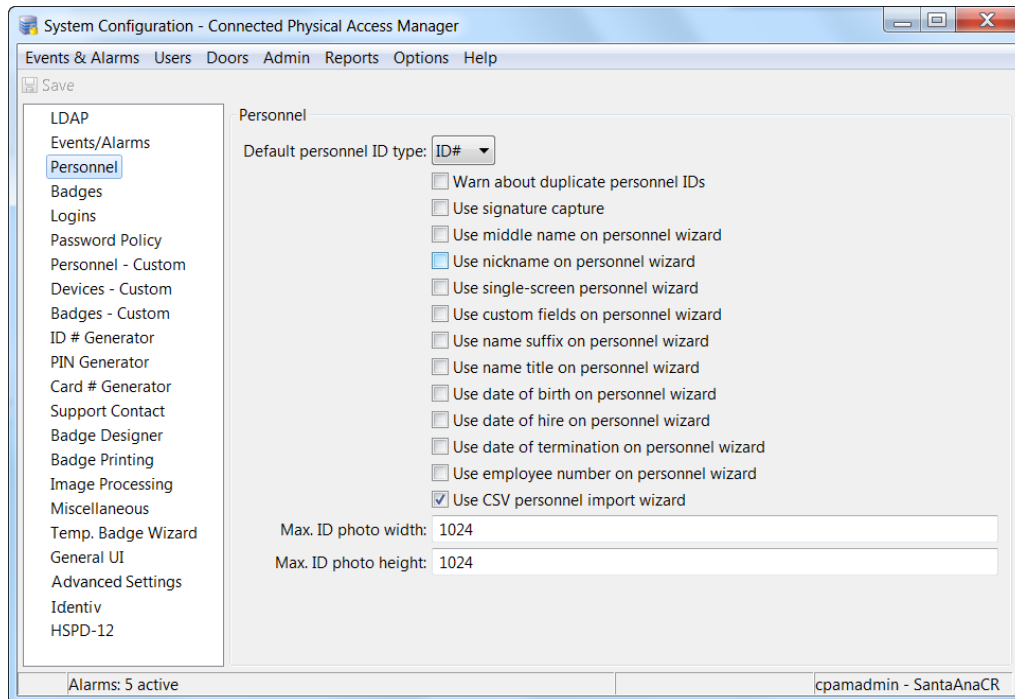 System Configuration - Connected Physical Access Manager
Events & Alarms Users Doors Admin Reports Options Help
Save
LDAP
Events/Alarms
Personnel
Badges
Logins
Password Policy
Personnel - Custom
Devices - Custom
Badges - Custom
ID # Generator
PIN Generator
Card # Generator
Support Contact
Badge Designer
Badge Printing
Image Processing
Miscellaneous
Temp. Badge Wizard
General UI
Advanced Settings
Identiv
HSPD-12
Personnel
Default personnel ID type: ID#
Warn about duplicate personnel IDs
Use signature capture
Use middle name on personnel wizard
Use nickname on personnel wizard
Use single-screen personnel wizard
Use custom fields on personnel wizard
Use name suffix on personnel wizard
Use name title on personnel wizard
Use date of birth on personnel wizard
Use date of hire on personnel wizard
Use date of termination on personnel wizard
Use employee number on personnel wizard
Use CSV personnel import wizard
Max. ID photo width: 1024
Max. ID photo height: 1024
Alarms: 5 active
cpamadmin - SantaAnaCR